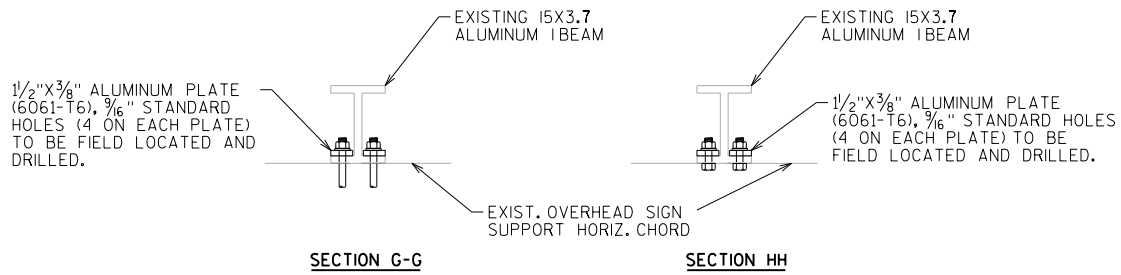 EXISTING I5X3.7
ALUMINUM I BEAM
1½"X⅜" ALUMINUM PLATE
(6061-T6), ⁹⁄₁₆" STANDARD
HOLES (4 ON EACH PLATE)
TO BE FIELD LOCATED AND
DRILLED.
EXISTING I5X3.7
ALUMINUM I BEAM
1½"X⅜" ALUMINUM PLATE
(6061-T6), ⁹⁄₁₆" STANDARD HOLES
(4 ON EACH PLATE) TO BE
FIELD LOCATED AND DRILLED.
EXIST. OVERHEAD SIGN
SUPPORT HORIZ. CHORD
SECTION G-G
SECTION HH